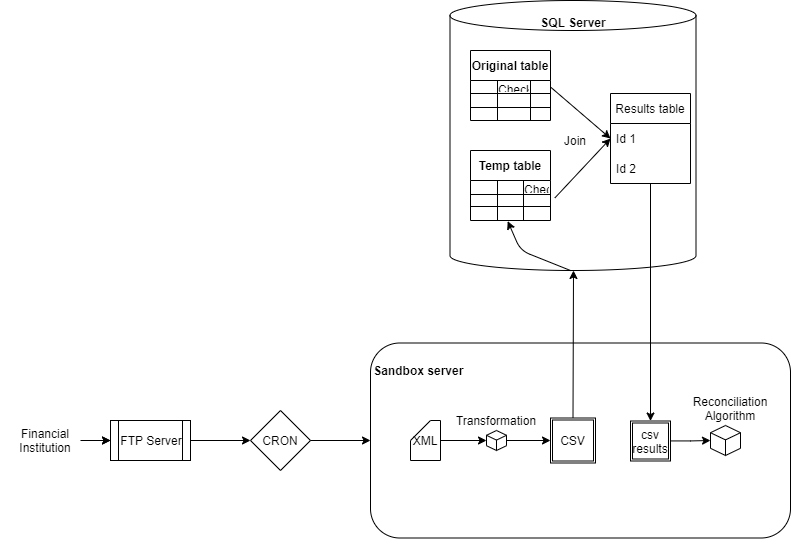 SQL Server
Original table
Check
Results table
Id 1
Join
Id 2
Temp table
Chec
Sandbox server
Financial
Institution
FTP Server
CRON
XML
Transformation
CSV
csv
results
Reconciliation
Algorithm